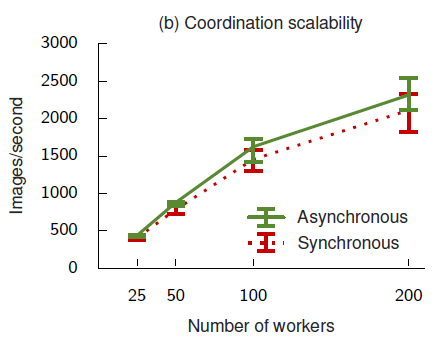 (b) Coordination scalability
3000
2500
2000
1500
1000
500
0
Images/second
Asynchronous
Synchronous
25 50 100 200
Number of workers